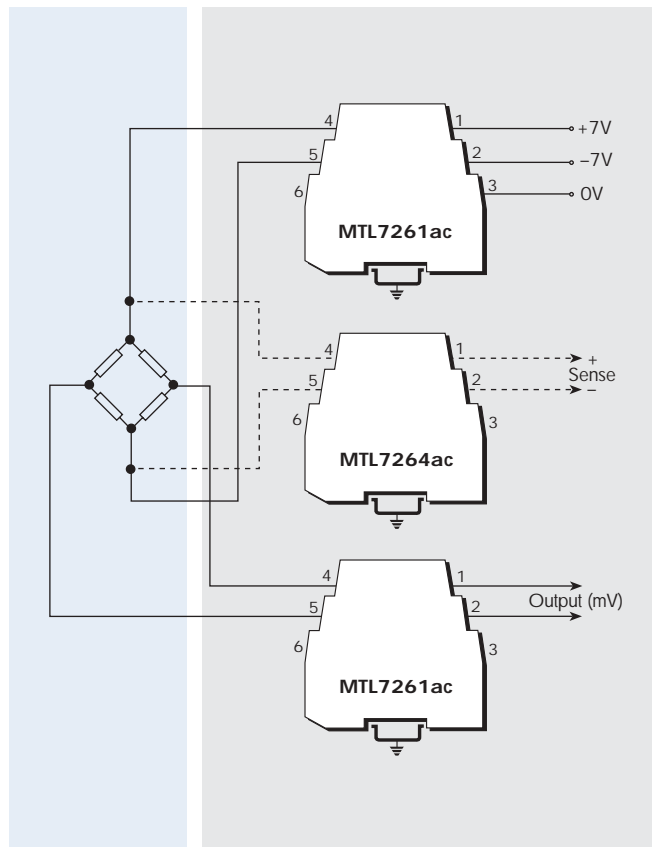 4 1 +7V
5 2 –7V
6 3 0V
MTL7261ac
4 1 +
Sense
5 2 –
6 3
MTL7264ac
4 1
Output (mV)
5 2
6 3
MTL7261ac